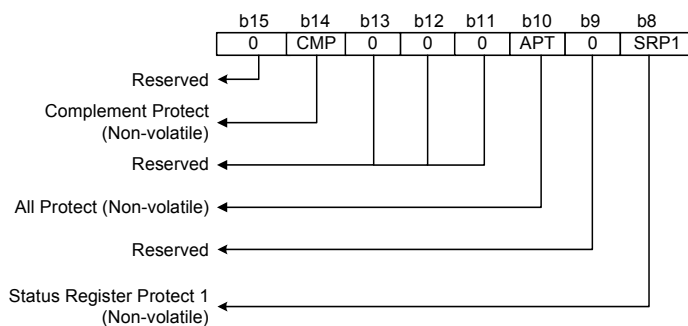 b15 b14 b13 b12 b11 b10 b9 b8
0 CMP 0 0 0 APT 0 SRP1
Reserved
Complement Protect
(Non-volatile)
Reserved
All Protect (Non-volatile)
Reserved
Status Register Protect 1
(Non-volatile)